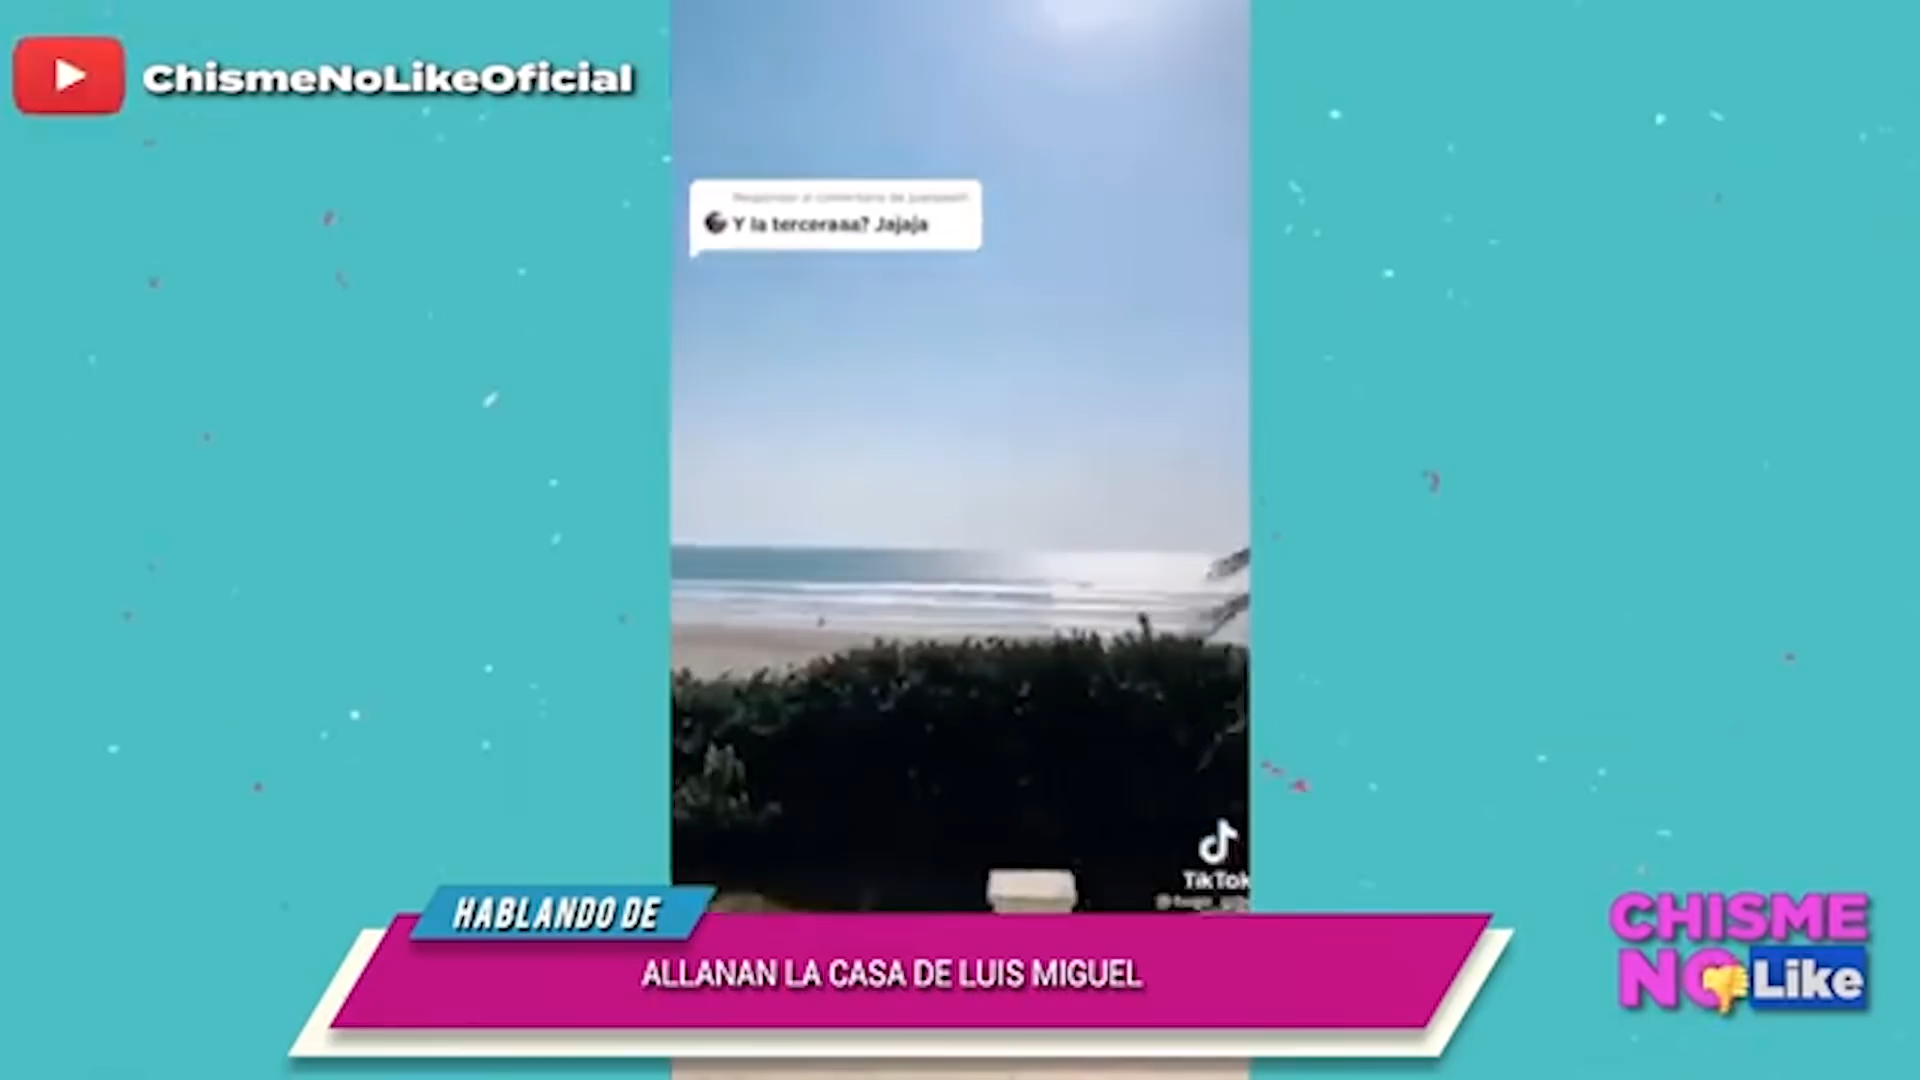 ChismeNoLikeOficial
Y la terceraaa? Jajaja
TikTok
HABLANDO DE
ALLANAN LA CASA DE LUIS MIGUEL
CHISME
NO Like